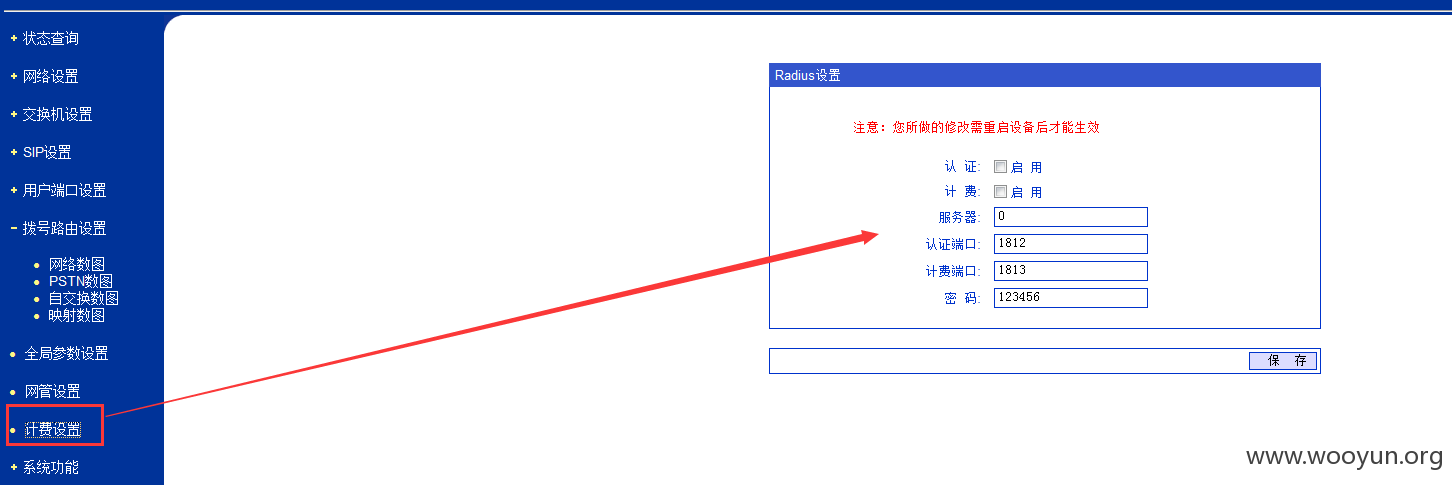 状态查询
网络设置
交换机设置
SIP设置
用户端口设置
拨号路由设置
网络数图
PSTN数图
自交换数图
映射数图
全局参数设置
网管设置
计费设置
系统功能
Radius设置
注意：您所做的修改需重启设备后才能生效
认 证: 启 用
计 费: 启 用
服务器: 0
认证端口: 1812
计费端口: 1813
密 码: 123456
保 存
www.wooyun.org